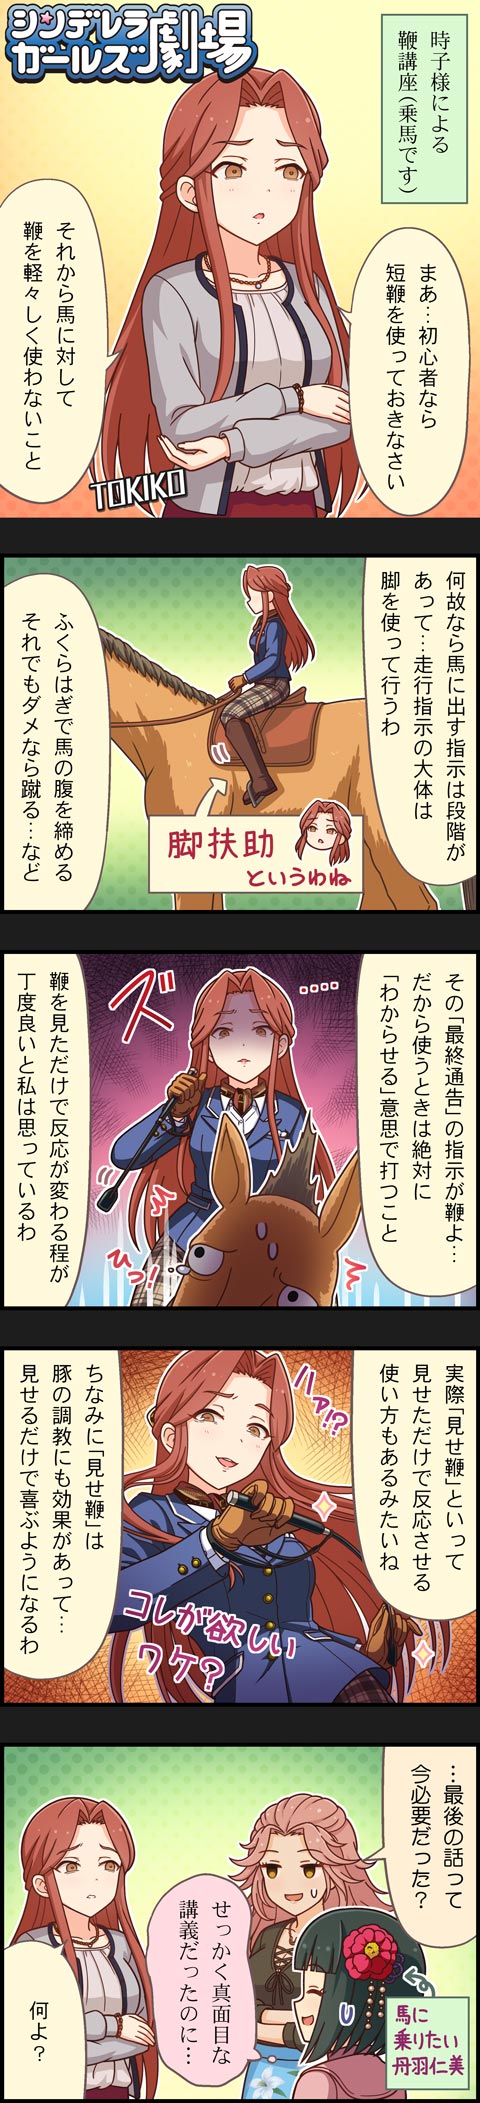 シンデレラ
ガールズ劇場
時子様による
鞭講座(乗馬です)
まあ…初心者なら
短鞭を使っておきなさい
それから馬に対して
鞭を軽々しく使わないこと
TOKIKO
何故なら馬に出す指示は段階が
あって…走行指示の大体は
脚を使って行うわ
ふくらはぎで馬の腹を締める
それでもダメなら蹴る…など
脚扶助
というわね
その「最終通告」の指示が鞭よ…
だから使うときは絶対に
「わからせる」意思で打つこと
‥‥
ズ
鞭を見ただけで反応が変わる程が
丁度良いと私は思っているわ
ひっ!
実際「見せ鞭」といって
見せただけで反応させる
使い方もあるみたいね
ハァ!?
コレが欲しい
ワケ?
ちなみに「見せ鞭」は
豚の調教にも効果があって…
見せるだけで喜ぶようになるわ
…最後の話って
今必要だった?
せっかく真面目な
講義だったのに…
馬に
乗りたい
丹羽仁美
何よ?